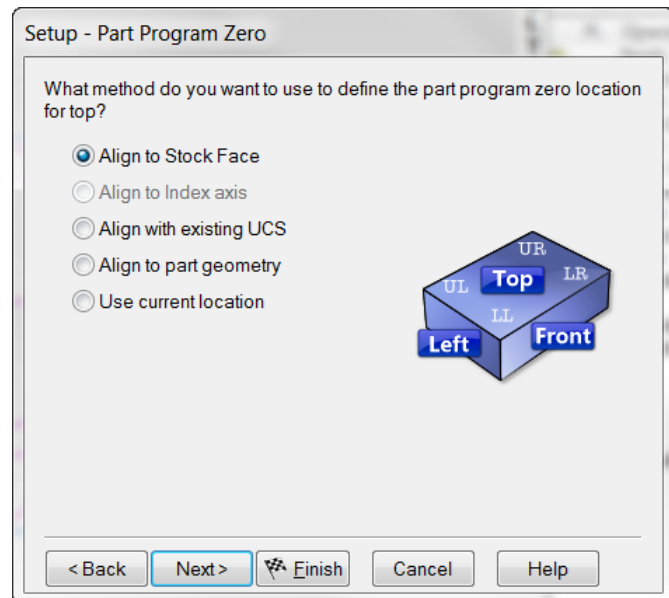 Setup - Part Program Zero
What method do you want to use to define the part program zero location
for top?
Align to Stock Face
Align to Index axis
Align with existing UCS
Align to part geometry
Use current location
UR
UL
Top
LR
LL
Left
Front
< Back
Next >
Finish
Cancel
Help